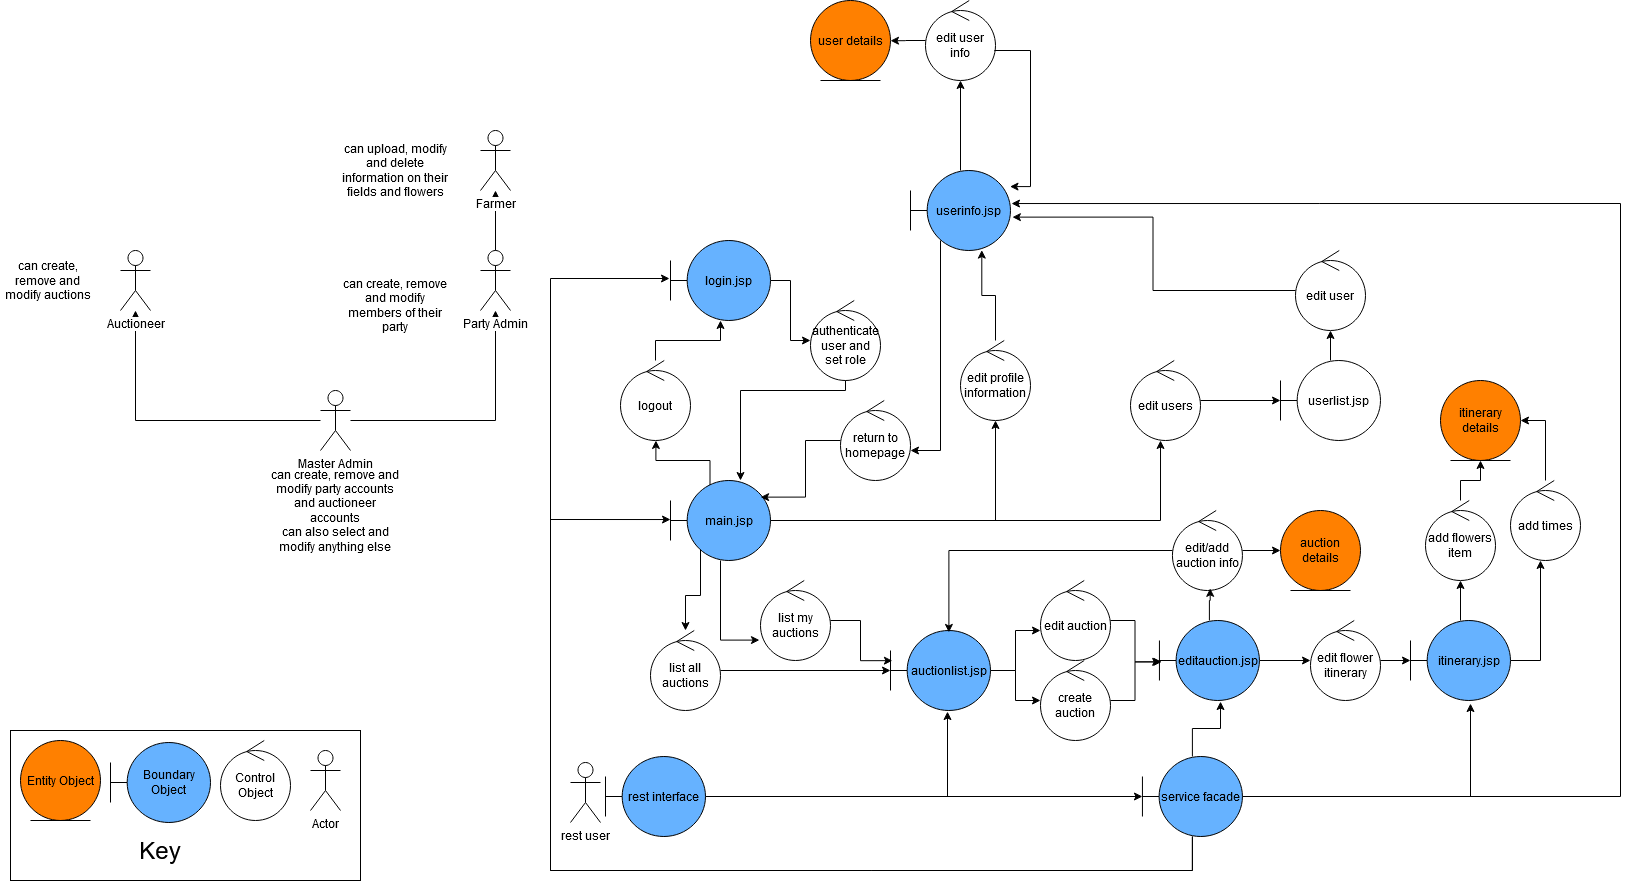 user details
edit user
info
can upload, modify
and delete
information on their
fields and flowers
Farmer
userinfo.jsp
can create,
remove and
modify auctions
Auctioneer
can create, remove
and modify
members of their
party
Party Admin
login.jsp
edit user
authenticate
user and
set role
logout
edit profile
information
edit users
userlist.jsp
return to
homepage
itinerary
details
Master Admin
can create, remove and
modify party accounts
and auctioneer
accounts
can also select and
modify anything else
main.jsp
add flowers
item
add times
edit/add
auction info
auction
details
list my
auctions
edit auction
list all
auctions
auctionlist.jsp
create
auction
editauction.jsp
edit flower
itinerary
itinerary.jsp
Entity Object
Boundary
Object
Control
Object
Actor
Key
rest user
rest interface
service facade